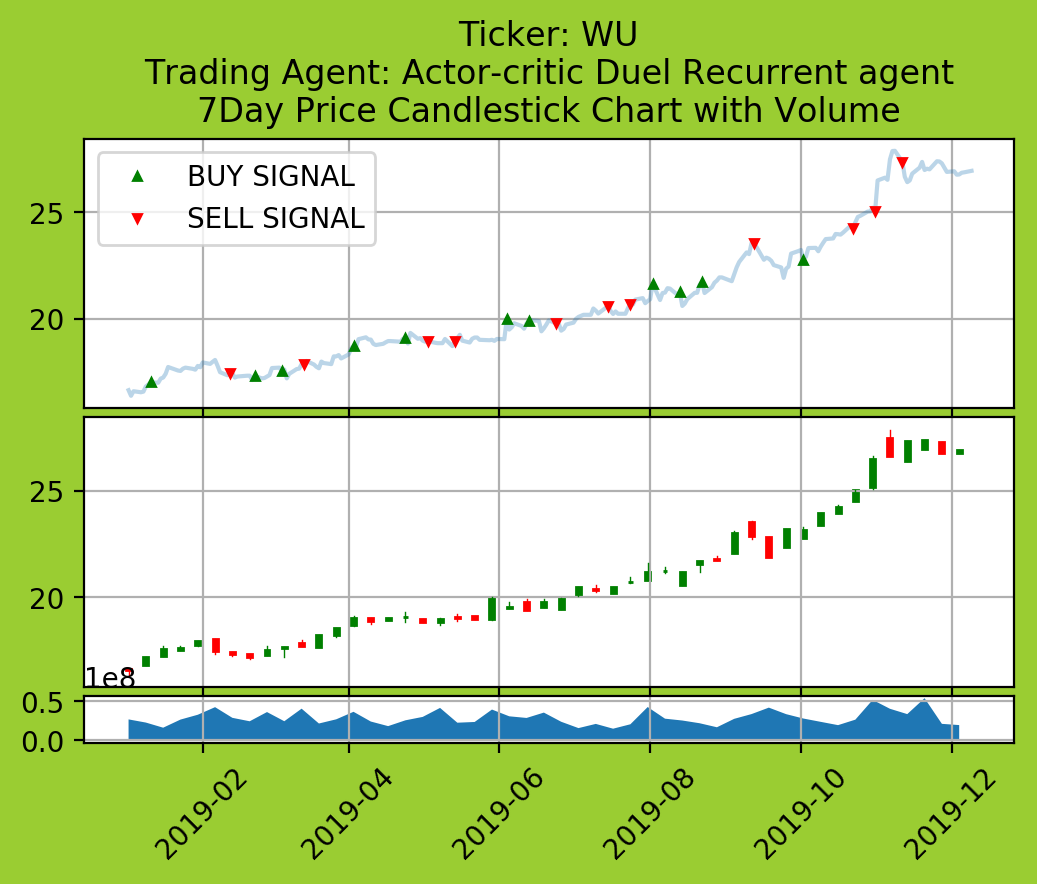 Ticker: WU
Trading Agent: Actor-critic Duel Recurrent agent
7Day Price Candlestick Chart with Volume
BUY SIGNAL
SELL SIGNAL
25
20
25
20
1e8
0.5
0.0
2019-02
2019-04
2019-06
2019-08
2019-10
2019-12